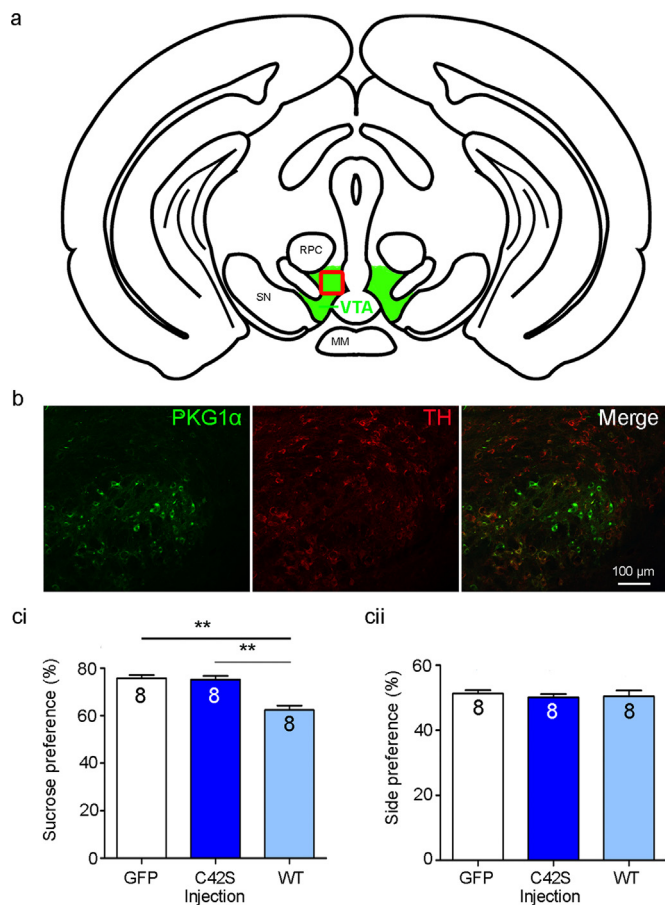 a
RPC
SN
VTA
MM
b
PKG1α
TH
Merge
100 µm
ci
**
**
Sucrose preference (%)
80
60
40
20
0
8
8
8
GFP
C42S
WT
Injection
cii
Side preference (%)
60
40
20
0
8
8
8
GFP
C42S
WT
Injection